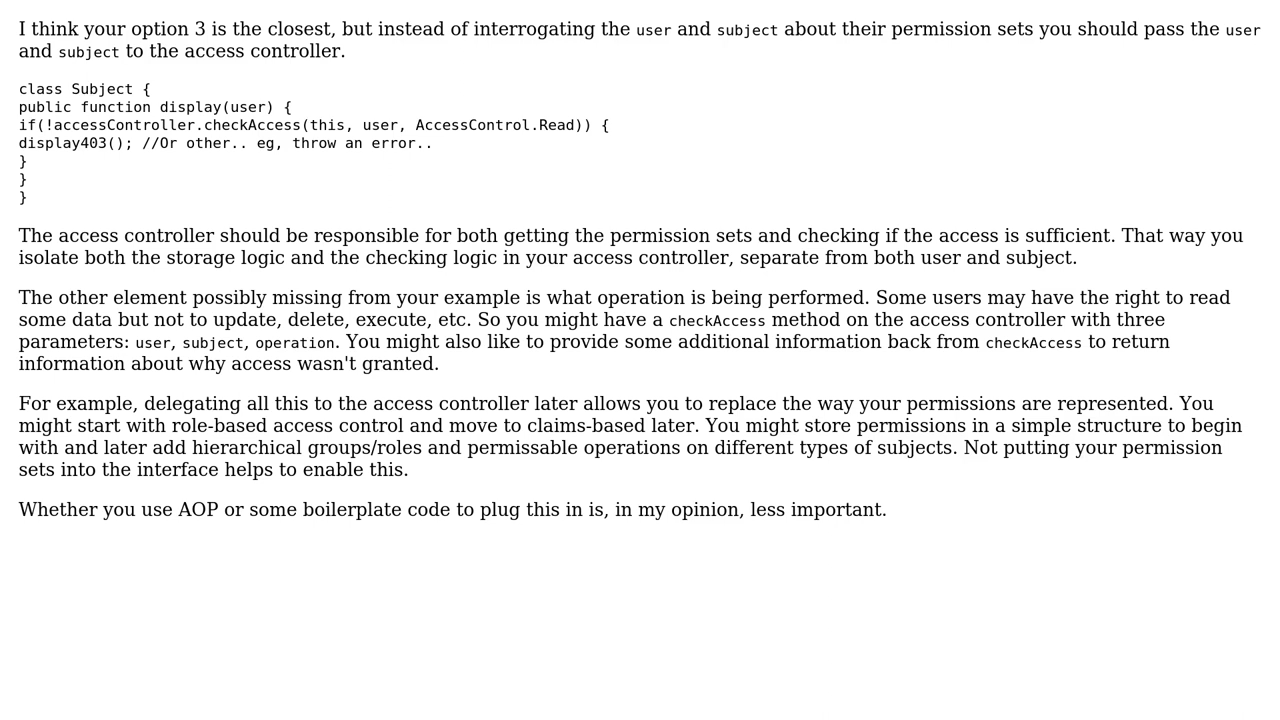 I think your option 3 is the closest, but instead of interrogating the user and subject about their permission sets you should pass the user
and subject to the access controller.
class Subject {
public function display(user) {
if(!accessController.checkAccess(this, user, AccessControl.Read)) {
display403(); //Or other.. eg, throw an error..
}
}
}
The access controller should be responsible for both getting the permission sets and checking if the access is sufficient. That way you
isolate both the storage logic and the checking logic in your access controller, separate from both user and subject.
The other element possibly missing from your example is what operation is being performed. Some users may have the right to read
some data but not to update, delete, execute, etc. So you might have a checkAccess method on the access controller with three
parameters: user, subject, operation. You might also like to provide some additional information back from checkAccess to return
information about why access wasn't granted.
For example, delegating all this to the access controller later allows you to replace the way your permissions are represented. You
might start with role-based access control and move to claims-based later. You might store permissions in a simple structure to begin
with and later add hierarchical groups/roles and permissable operations on different types of subjects. Not putting your permission
sets into the interface helps to enable this.
Whether you use AOP or some boilerplate code to plug this in is, in my opinion, less important.